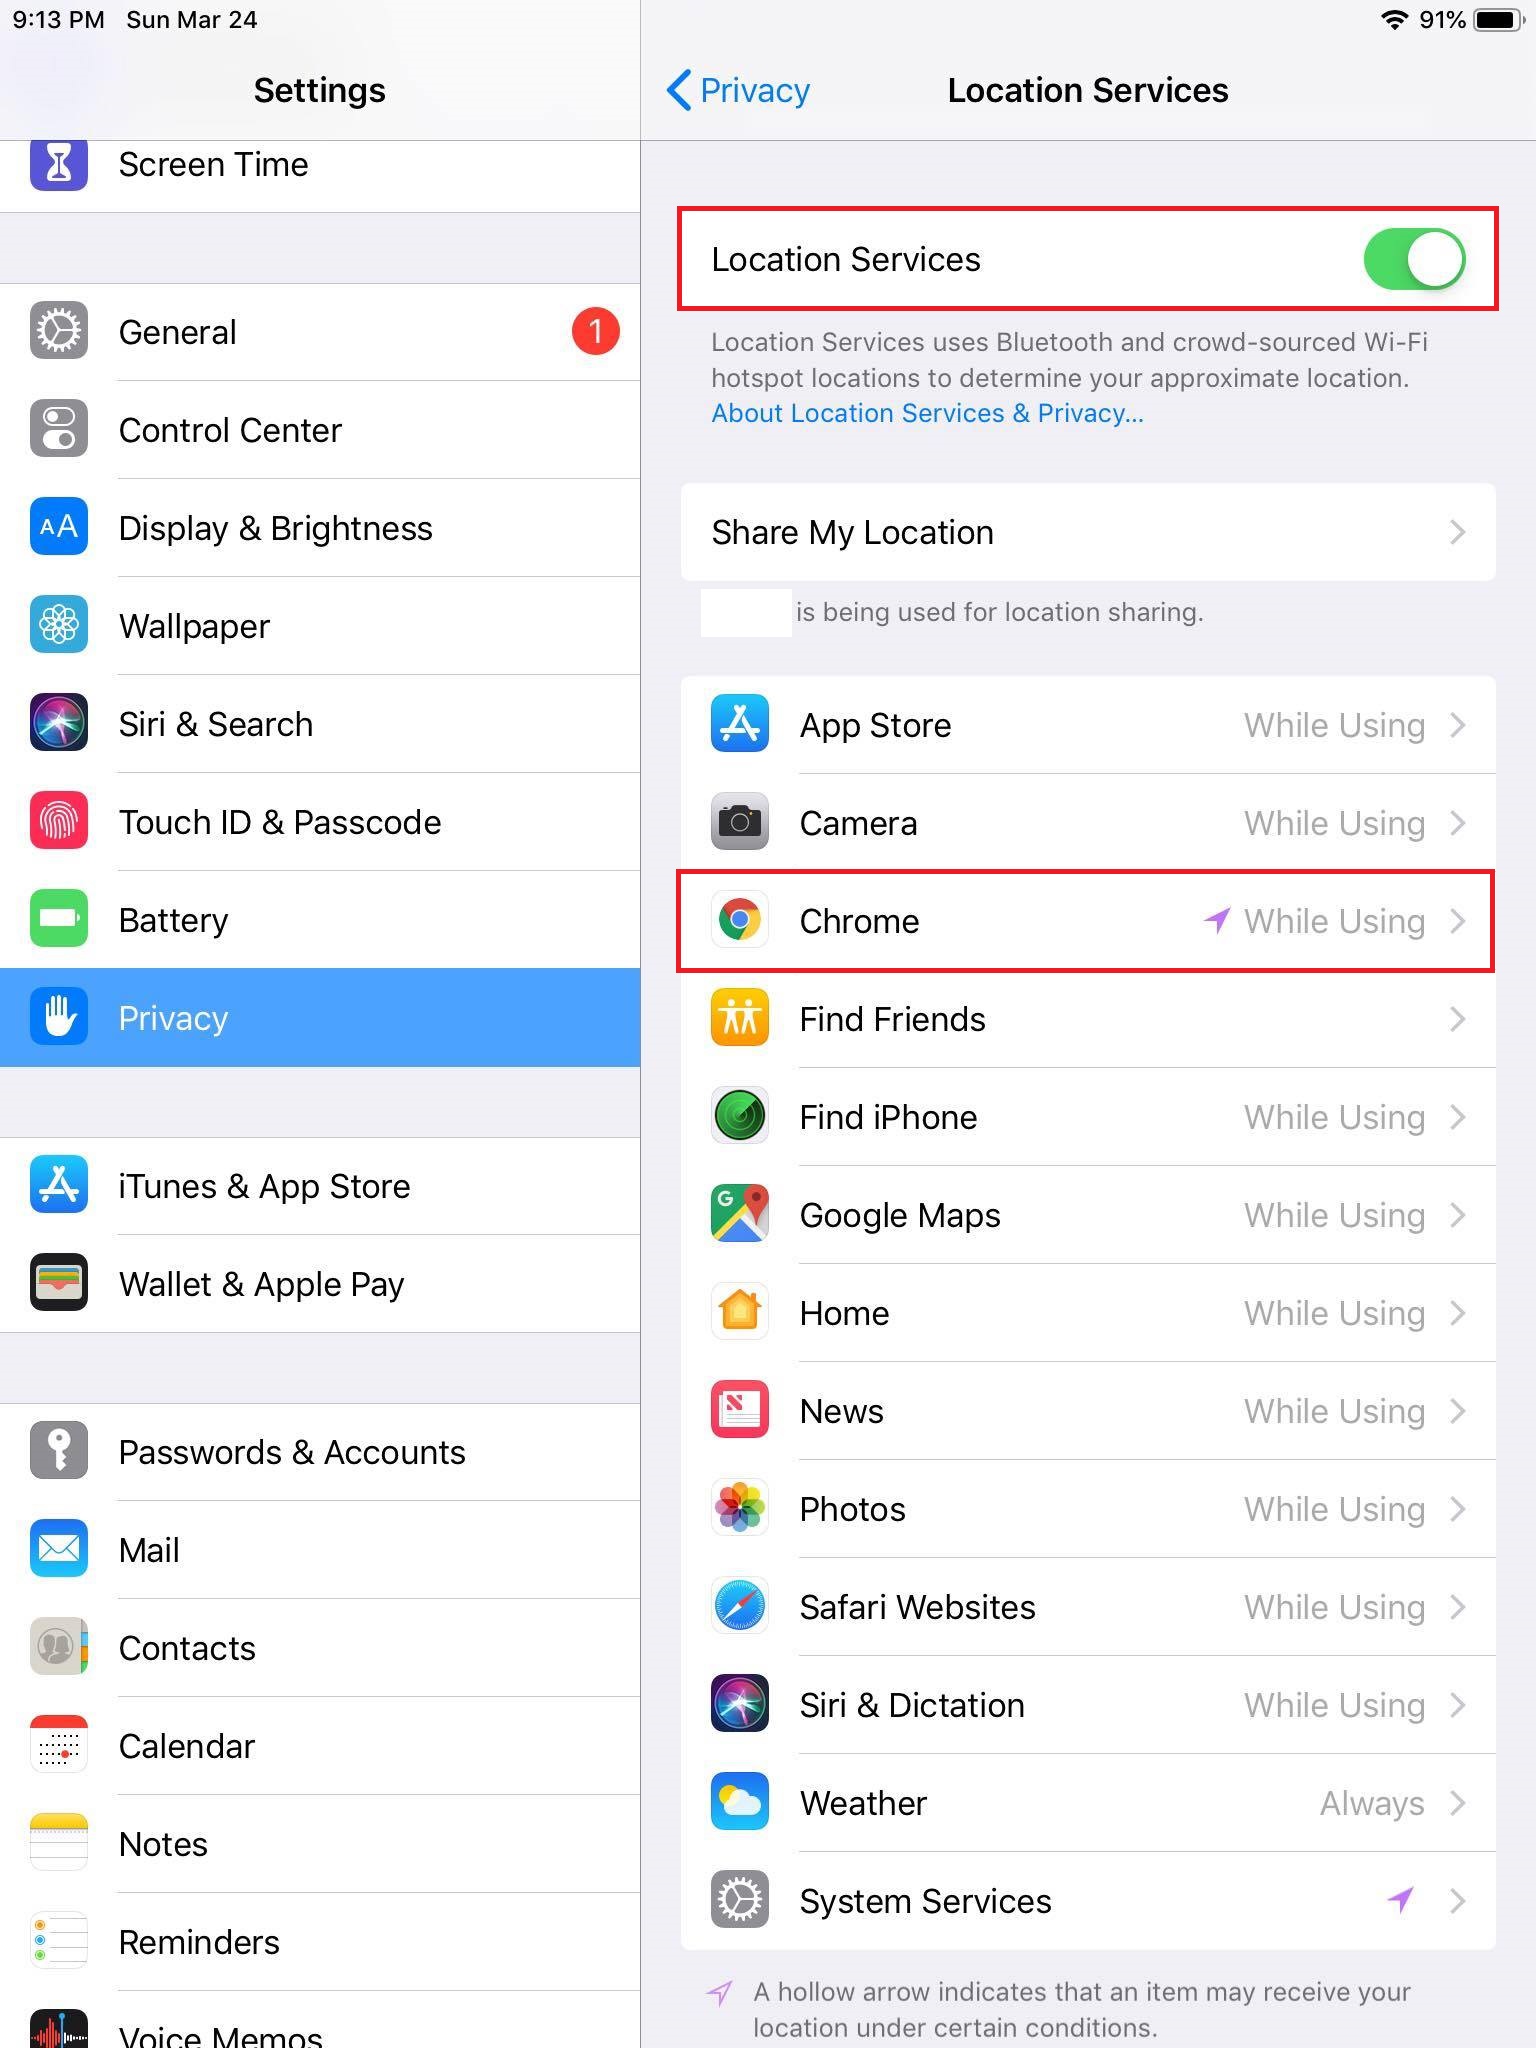 9:13 PM Sun Mar 24
91%
Settings
Screen Time
General
1
Control Center
AA
Display & Brightness
Wallpaper
Siri & Search
Touch ID & Passcode
Battery
Privacy
iTunes & App Store
Wallet & Apple Pay
Passwords & Accounts
Mail
Contacts
Calendar
Notes
Reminders
Voice Memos
Privacy
Location Services
Location Services
Location Services uses Bluetooth and crowd-sourced Wi-Fi
hotspot locations to determine your approximate location.
About Location Services & Privacy...
Share My Location
is being used for location sharing.
App Store While Using
Camera While Using
Chrome While Using
Find Friends
Find iPhone While Using
G
Google Maps While Using
Home While Using
News While Using
Photos While Using
Safari Websites While Using
Siri & Dictation While Using
Weather Always
System Services
A hollow arrow indicates that an item may receive your
location under certain conditions.